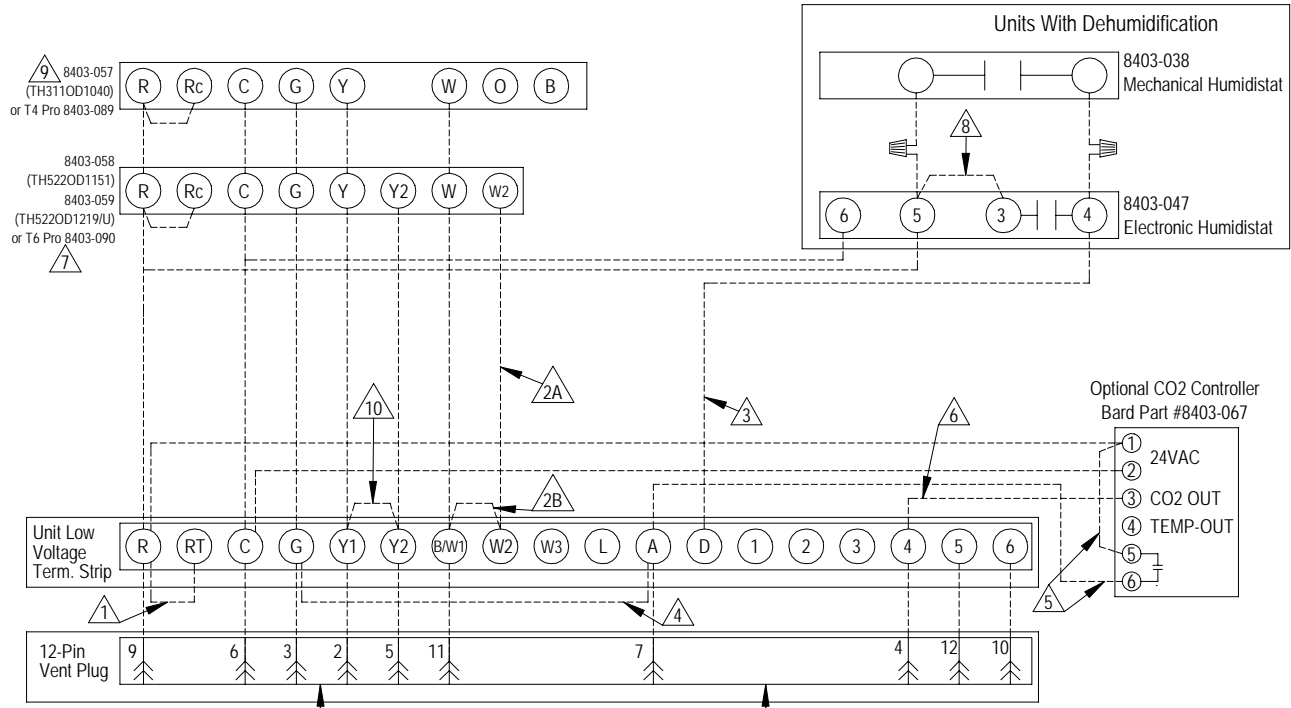 Units With Dehumidification
8403-038
Mechanical Humidistat
9
8403-057
(TH311OD1040)
or T4 Pro 8403-089
R Rc C G Y W O B
8
8403-058
(TH522OD1151)
8403-059
(TH522OD1219/U)
or T6 Pro 8403-090
7
R Rc C G Y Y2 W W2
6 5 3 4
8403-047
Electronic Humidistat
2A
3
10
6
2B
Optional CO2 Controller
Bard Part #8403-067
1
24VAC
2
3 CO2 OUT
4 TEMP-OUT
5
6
5
Unit Low
Voltage
Term. Strip
R RT C G Y1 Y2 B/W1 W2 W3 L A D 1 2 3 4 5 6
1
4
12-Pin
Vent Plug
9 6 3 2 5 11 7 4 12 10